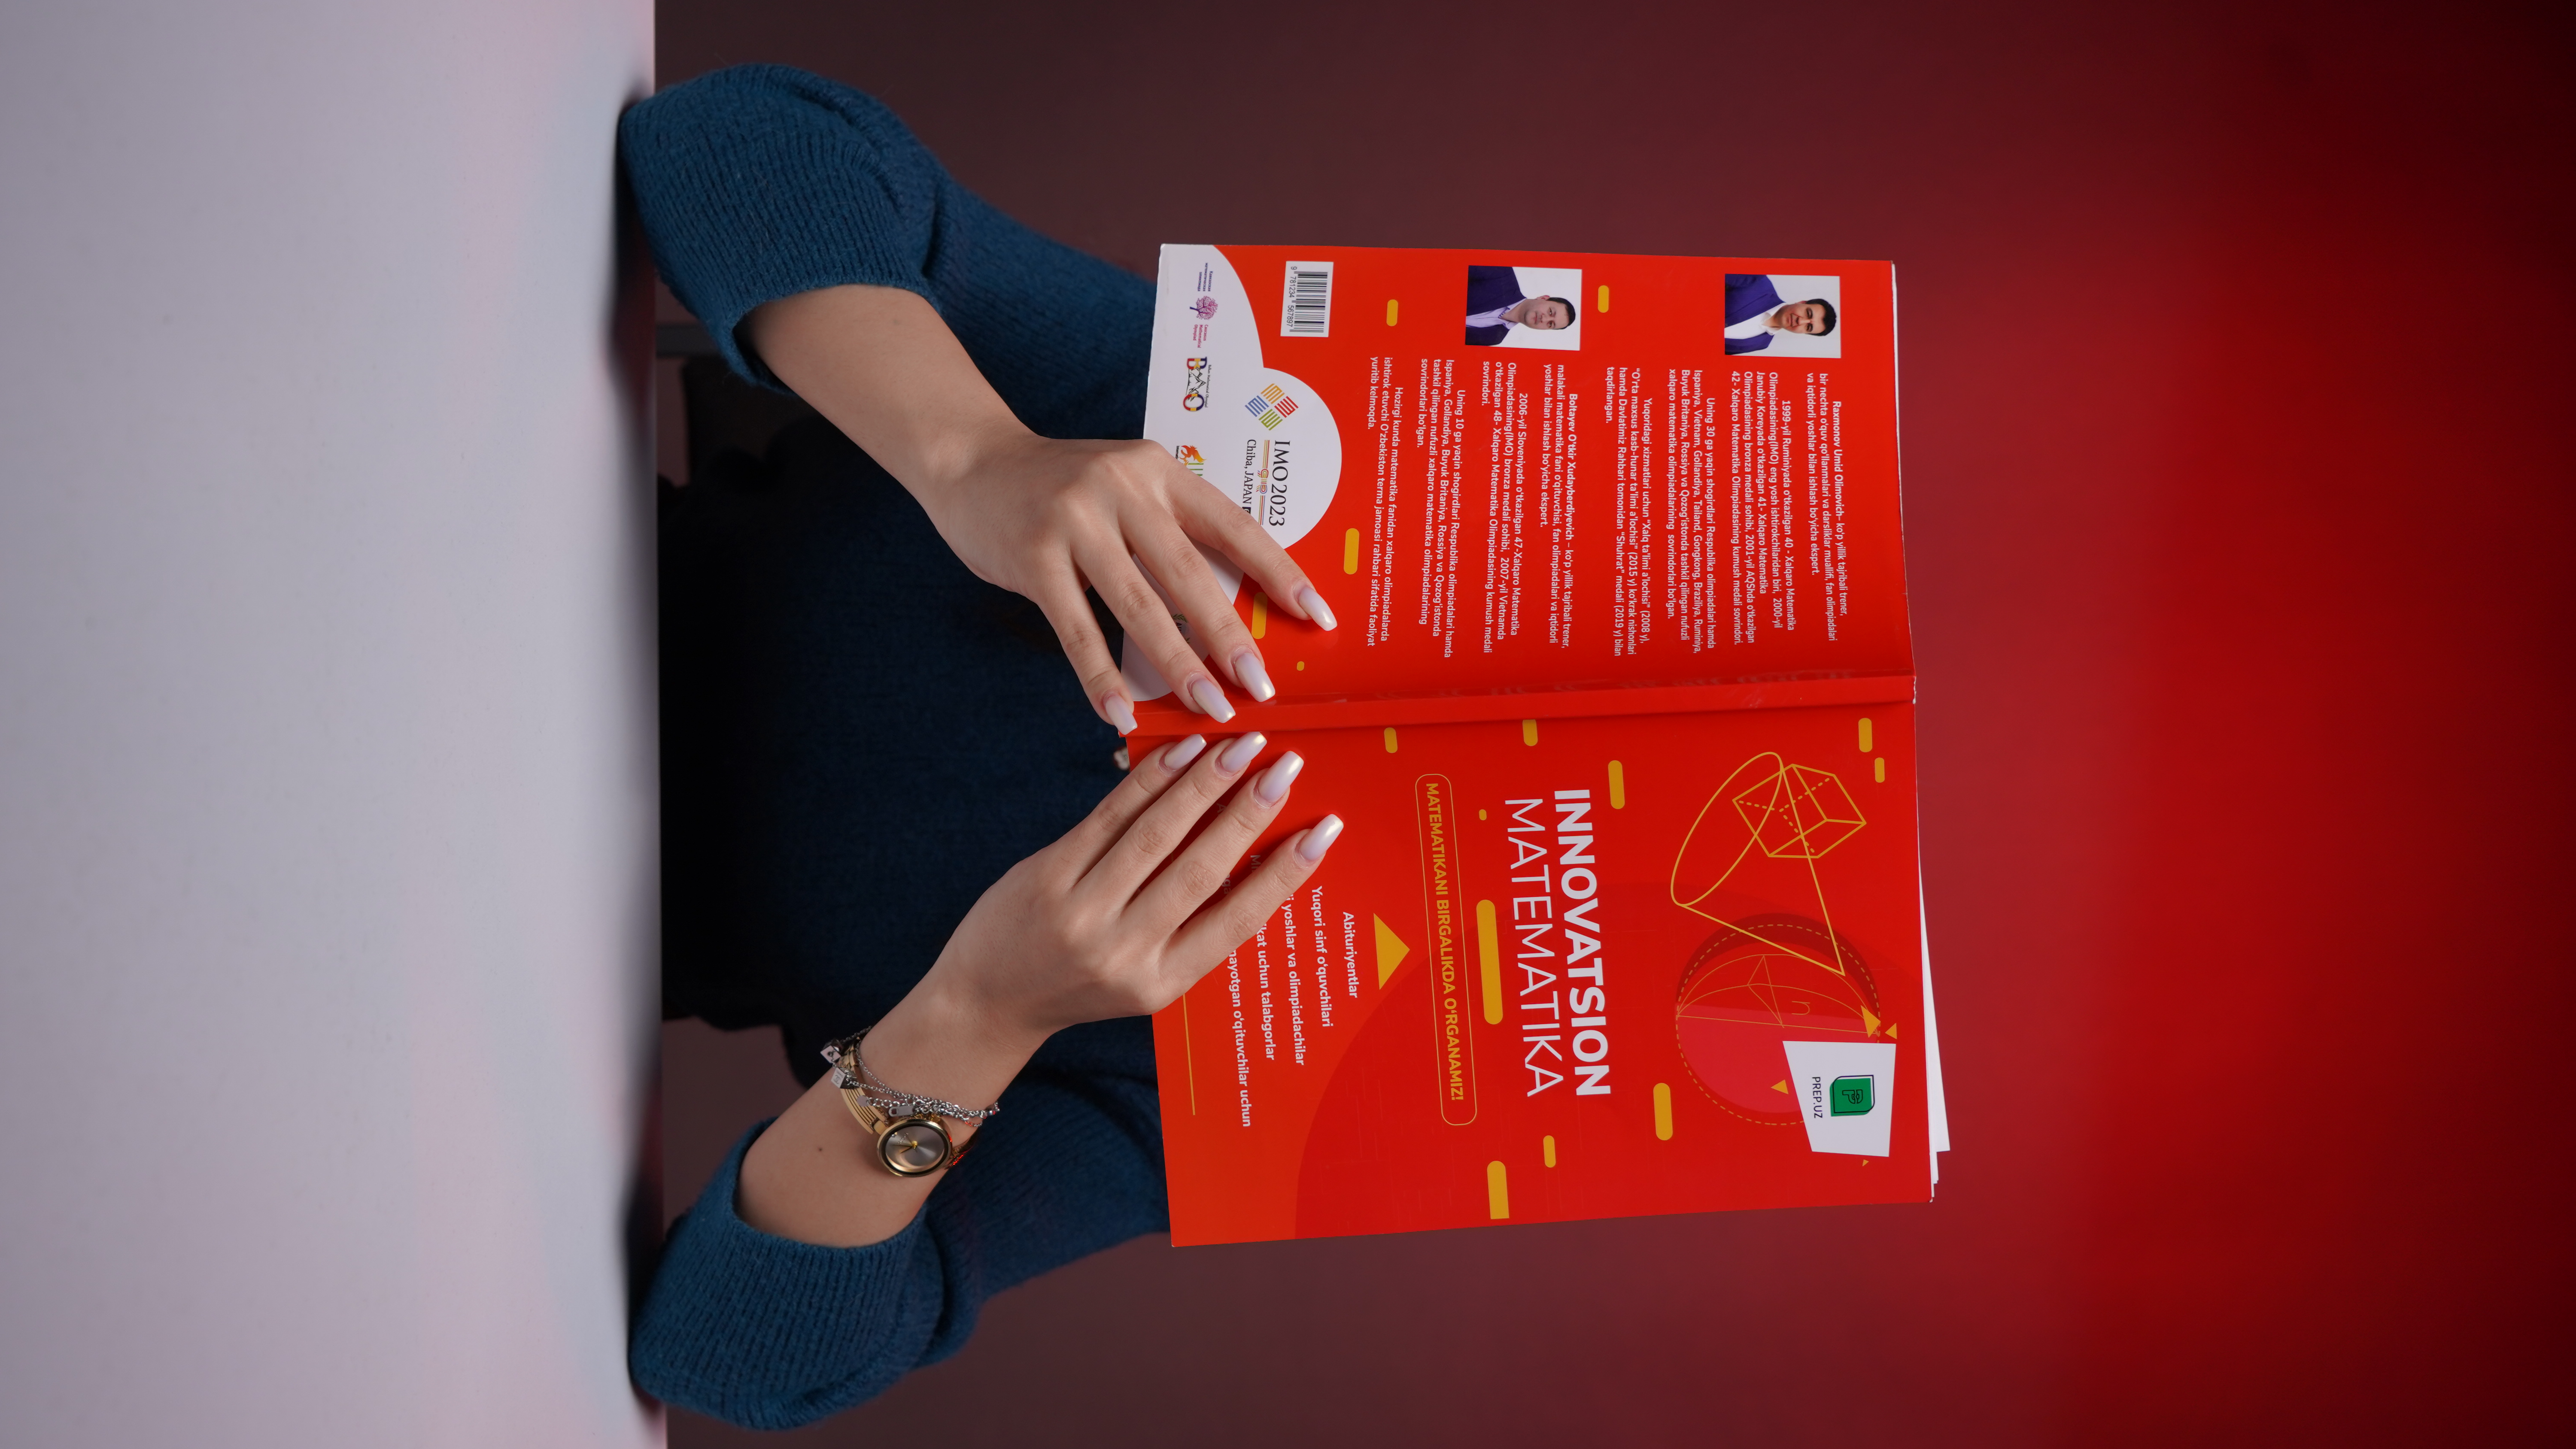 Raxmonov Umid Olimovich– ko'p yillik tajribali trener,
bir nechta o'quv qo'llanmalari va darsliklar muallifi, fan olimpiadalari
va iqtidorli yoshlar bilan ishlash bo'yicha ekspert.
1999-yil Ruminiyada o'tkazilgan 40 - Xalqaro Matematika
Olimpiadasining(IMO) eng yosh ishtirokchilaridan biri, 2000-yil
Janubiy Koreyada o'tkazilgan 41- Xalqaro Matematika
Olimpiadasining bronza medali sohibi, 2001-yil AQShda o'tkazilgan
42- Xalqaro Matematika Olimpiadasining kumush medali sovrindori.
Uning 30 ga yaqin shogirdlari Respublika olimpiadalari hamda
Ispaniya, Vietnam, Gollandiya, Tailand, Gongkong, Braziliya, Ruminiya,
Buyuk Britaniya, Rossiya va Qozog'istonda tashkil qilingan nufuzli
xalqaro matematika olimpiadalarining sovrindorlari bo'lgan.
Yuqoridagi xizmatlari uchun "Xalq ta'limi a'lochisi" (2008 y),
"O'rta maxsus kasb-hunar ta'limi a'lochisi" (2015 y) ko'krak nishonlari
hamda Davlatimiz Rahbari tomonidan "Shuhrat" medali (2019 y) bilan
taqdirlangan.
Boltayev O'tkir Xudayberdiyevich – ko'p yillik tajribali trener,
malakali matematika fani o'qituvchisi, fan olimpiadalari va iqtidorli
yoshlar bilan ishlash bo'yicha ekspert.
2006-yil Sloveniyada o'tkazilgan 47-Xalqaro Matematika
Olimpiadasining(IMO) bronza medali sohibi, 2007-yil Vietnamda
o'tkazilgan 48- Xalqaro Matematika Olimpiadasining kumush medali
sovrindori.
Uning 10 ga yaqin shogirdlari Respublika olimpiadalari hamda
Ispaniya, Gollandiya, Buyuk Britaniya, Rossiya va Qozog'istonda
tashkil qilingan nufuzli xalqaro matematika olimpiadalarining
sovrindorlari bo'lgan.
Hozirgi kunda matematika fanidan xalqaro olimpiadalarda
ishtirok etuvchi O'zbekiston terma jamoasi rahbari sifatida faoliyat
yuritib kelmoqda.
9 781234 567897
IMO2023
Chiba, JAPAN
Кавказская
математическая
олимпиада
Caucasus
Mathematical
Olympiad
BMO
PREP.UZ
n
INNOVATSION
MATEMATIKA
MATEMATIKANI BIRGALIKDA O'RGANAMIZ!
Abituriyentlar
Yuqori sinf o'quvchilari
yoshlar va olimpiadachilar
uchun talabgorlar
o'qituvchilar uchun